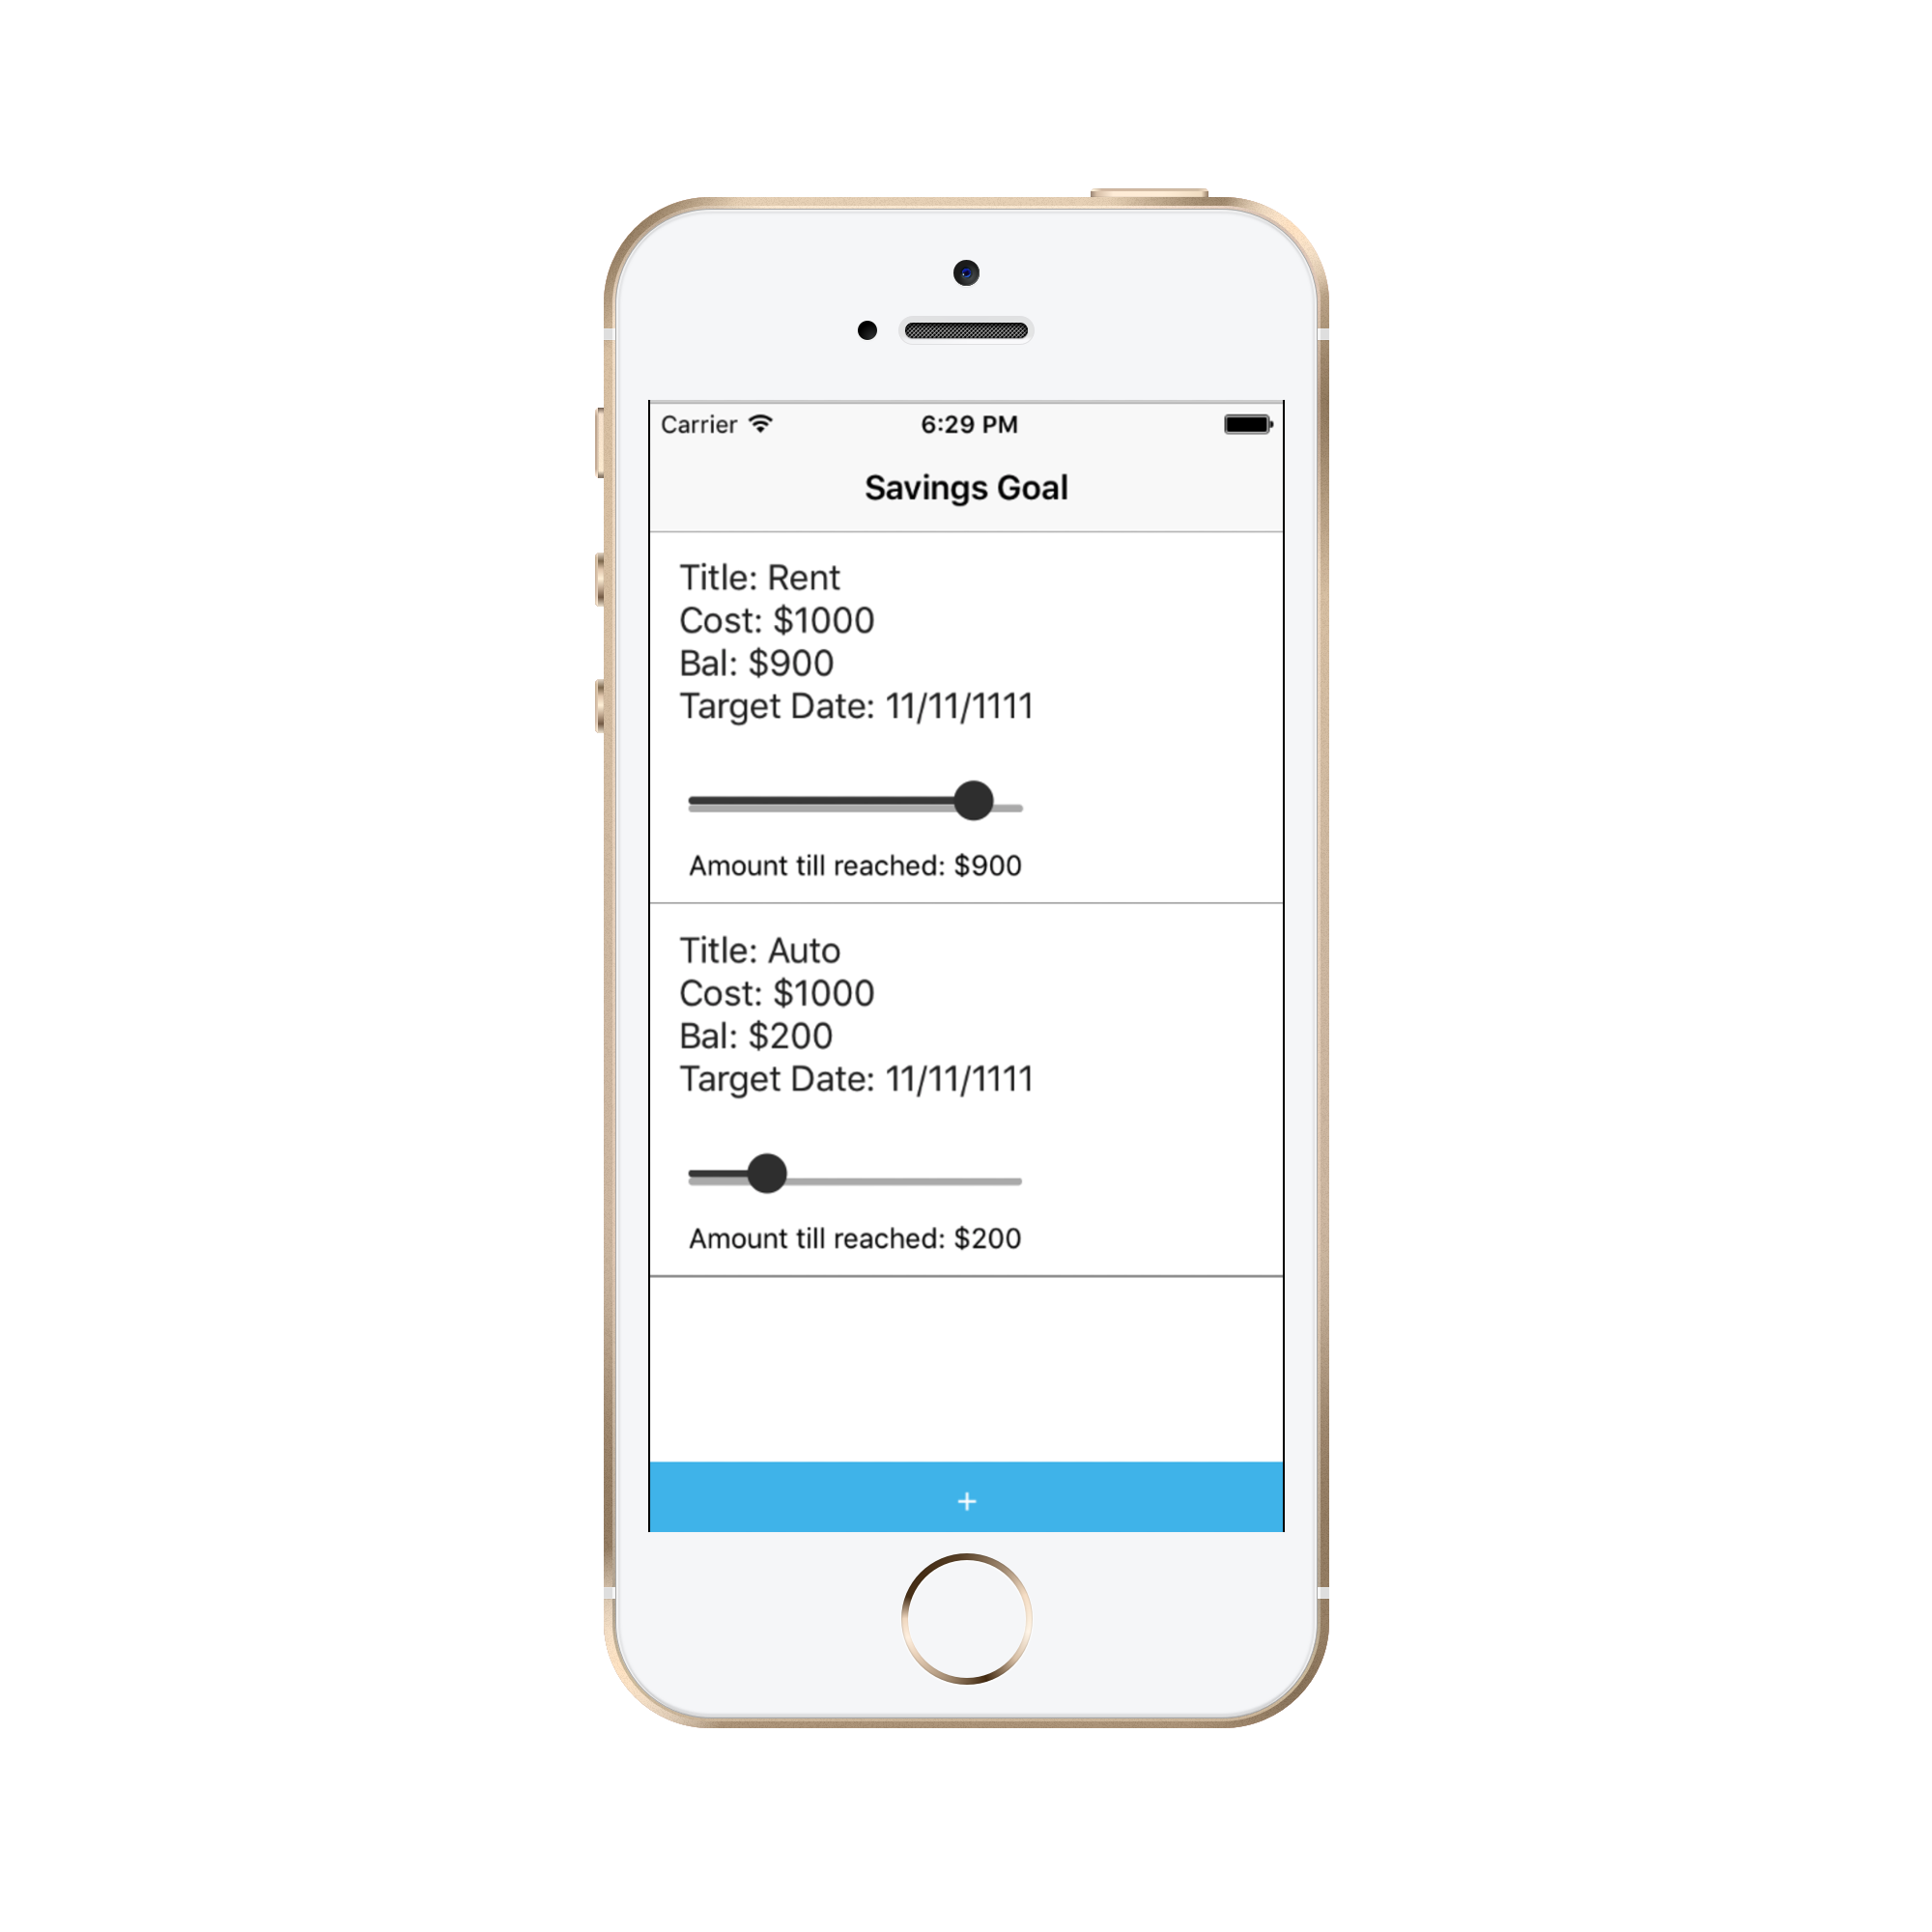 Carrier 6:29 PM
Savings Goal
Title: Rent
Cost: $1000
Bal: $900
Target Date: 11/11/1111
Amount till reached: $900
Title: Auto
Cost: $1000
Bal: $200
Target Date: 11/11/1111
Amount till reached: $200
+